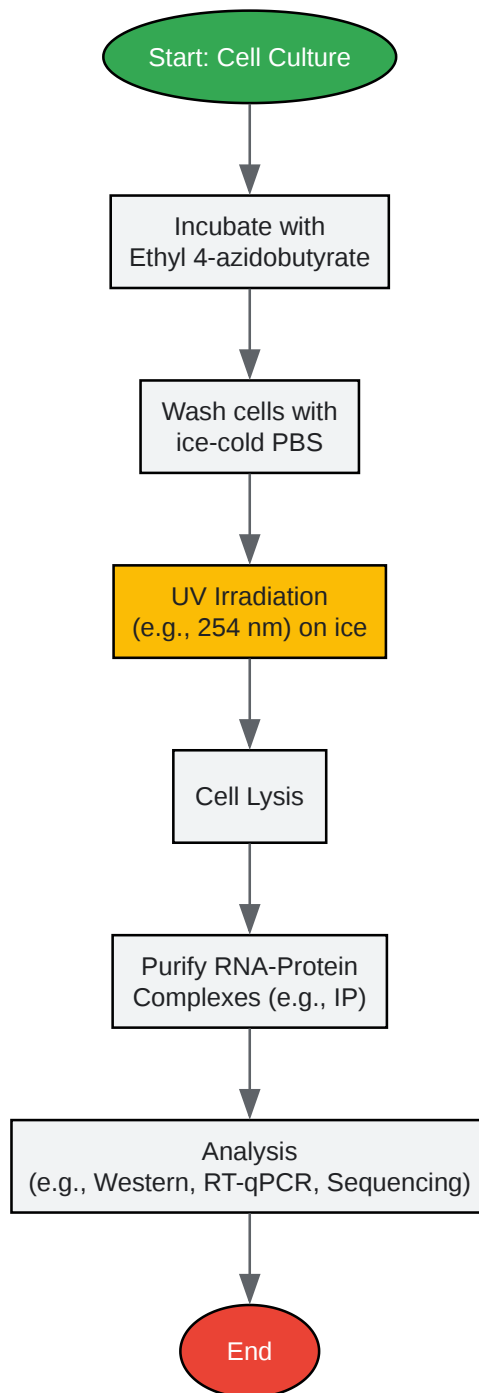 Start: Cell Culture
Incubate with
Ethyl 4-azidobutyrate
Wash cells with
ice-cold PBS
UV Irradiation
(e.g., 254 nm) on ice
Cell Lysis
Purify RNA-Protein
Complexes (e.g., IP)
Analysis
(e.g., Western, RT-qPCR, Sequencing)
End